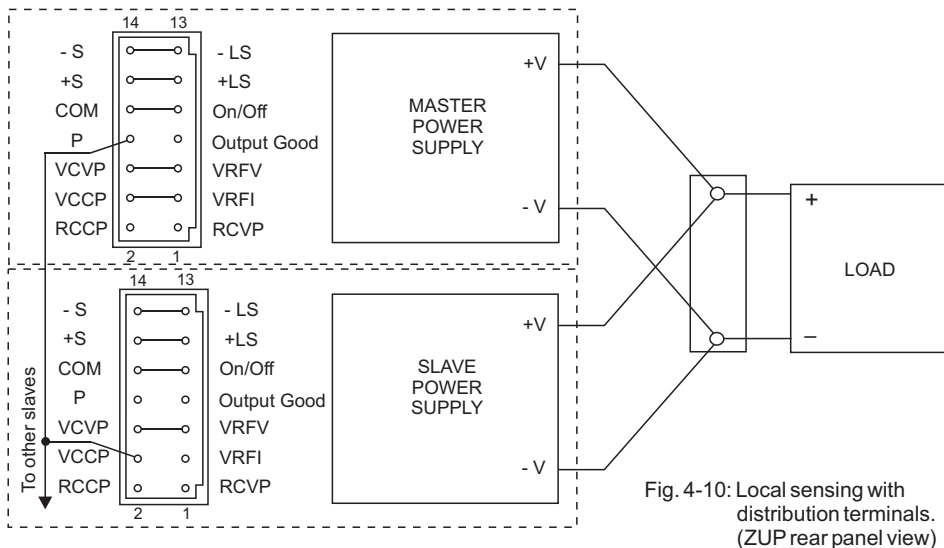 14 13
- S - LS
+S +LS
COM On/Off
P Output Good
VCVP VRFV
VCCP VRFI
RCCP RCVP
2 1
MASTER
POWER
SUPPLY
+V
- V
14 13
- S - LS
+S +LS
COM On/Off
P Output Good
VCVP VRFV
VCCP VRFI
RCCP RCVP
2 1
SLAVE
POWER
SUPPLY
+V
- V
To other slaves
+
LOAD
–
Fig. 4-10: Local sensing with
distribution terminals.
(ZUP rear panel view)